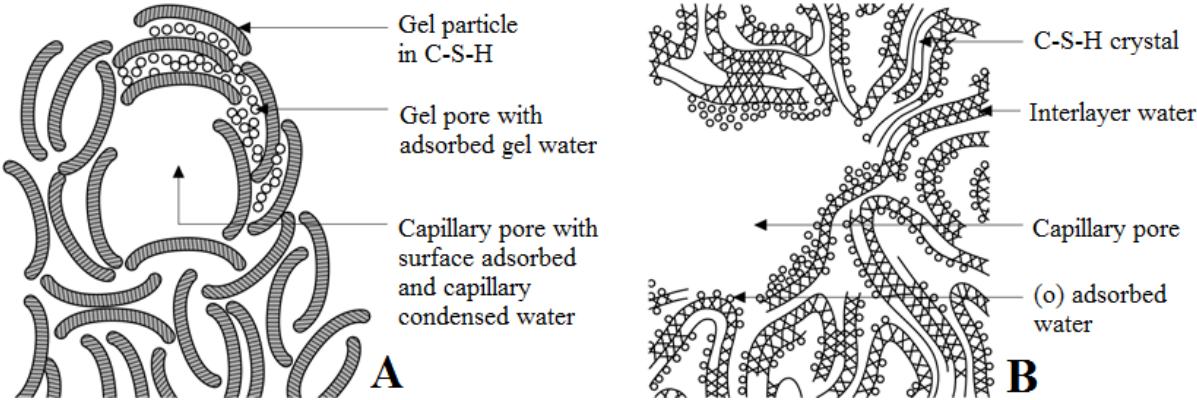 Gel particle
in C-S-H
Gel pore with
adsorbed gel water
Capillary pore with
surface adsorbed
and capillary
condensed water
A
C-S-H crystal
Interlayer water
Capillary pore
(o) adsorbed
water
B